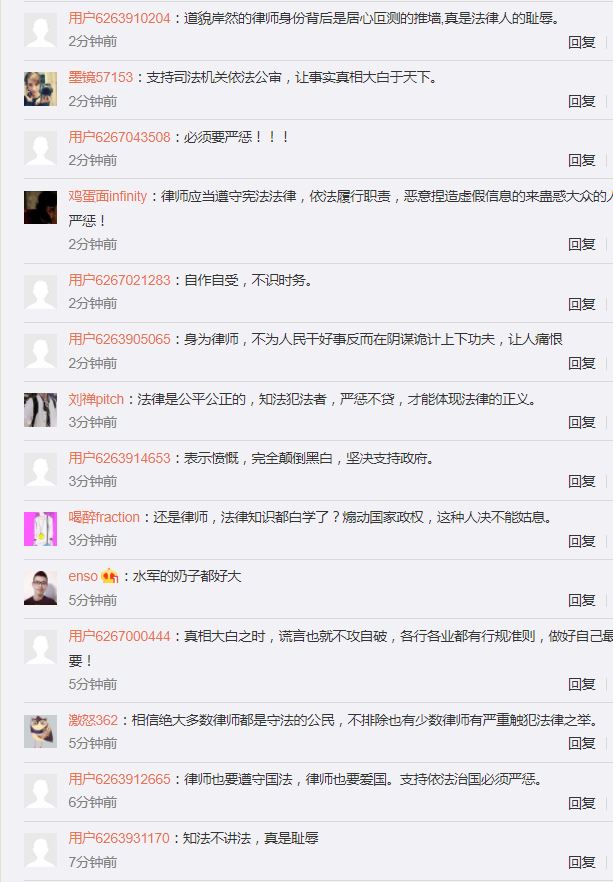 用户6263910204：道貌岸然的律师身份背后是居心叵测的推墙,真是法律人的耻辱。
2分钟前
回复
墨镜57153：支持司法机关依法公审，让事实真相大白于天下。
2分钟前
回复
用户6267043508：必须要严惩！！！
2分钟前
回复
鸡蛋面infinity：律师应当遵守宪法法律，依法履行职责，恶意捏造虚假信息的来蛊惑大众的人
严惩！
2分钟前
回复
用户6267021283：自作自受，不识时务。
2分钟前
回复
用户6263905065：身为律师，不为人民干好事反而在阴谋诡计上下功夫，让人痛恨
2分钟前
回复
刘禅pitch：法律是公平公正的，知法犯法者，严惩不贷，才能体现法律的正义。
3分钟前
回复
用户6263914653：表示愤慨，完全颠倒黑白，坚决支持政府。
3分钟前
回复
喝醉fraction：还是律师，法律知识都白学了？煽动国家政权，这种人决不能姑息。
3分钟前
回复
enso：水军的奶子都好大
5分钟前
回复
用户6267000444：真相大白之时，谎言也就不攻自破，各行各业都有行规准则，做好自己最
要！
5分钟前
回复
激怒362：相信绝大多数律师都是守法的公民，不排除也有少数律师有严重触犯法律之举。
5分钟前
回复
用户6263912665：律师也要遵守国法，律师也要爱国。支持依法治国必须严惩。
6分钟前
回复
用户6263931170：知法不讲法，真是耻辱
7分钟前
回复